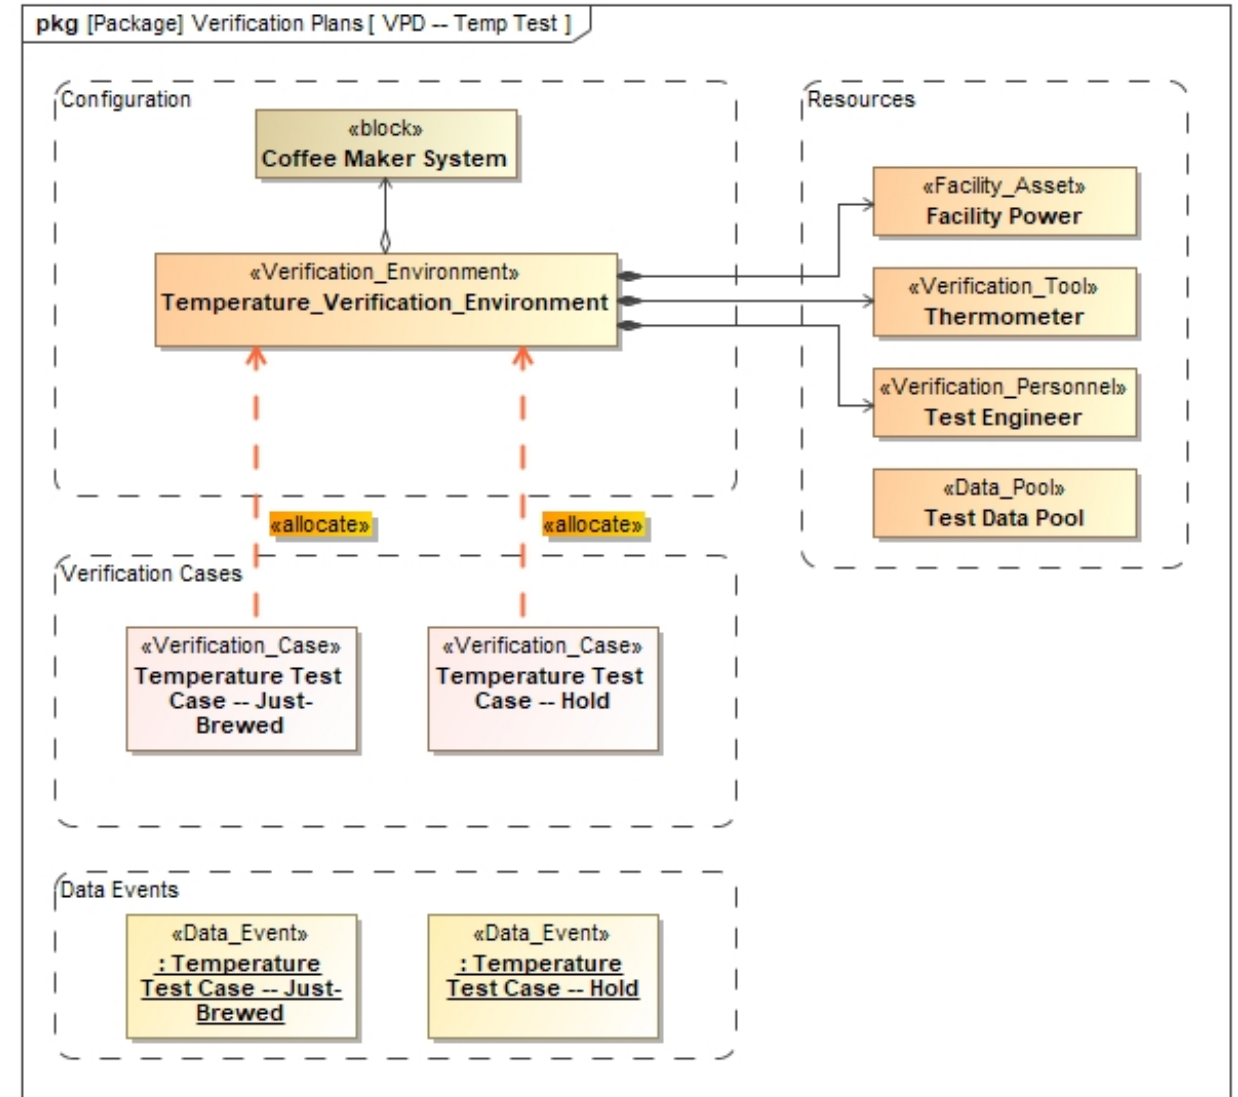 pkg [Package] Verification Plans [ VPD -- Temp Test ]
Configuration
«block»
Coffee Maker System
«Verification_Environment»
Temperature_Verification_Environment
Resources
«Facility_Asset»
Facility Power
«Verification_Tool»
Thermometer
«Verification_Personnel»
Test Engineer
«Data_Pool»
Test Data Pool
«allocate»
«allocate»
Verification Cases
«Verification_Case»
Temperature Test
Case -- Just-
Brewed
«Verification_Case»
Temperature Test
Case -- Hold
Data Events
«Data_Event»
: Temperature
Test Case -- Just-
Brewed
«Data_Event»
: Temperature
Test Case -- Hold